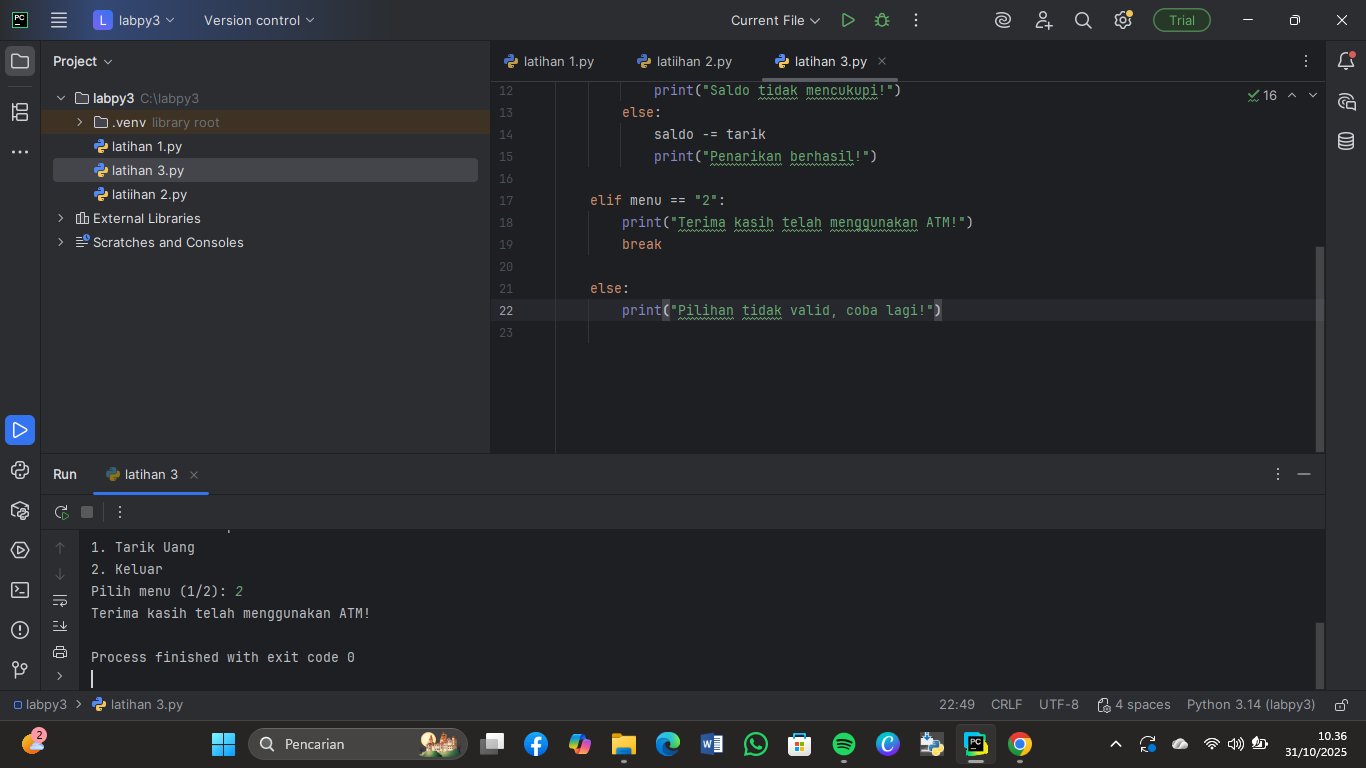 PC
L labpy3
Version control
Current File
Trial
Project
latihan 1.py
latiihan 2.py
latihan 3.py
labpy3 C:\labpy3
.venv library root
latihan 1.py
latihan 3.py
latiihan 2.py
External Libraries
Scratches and Consoles
16
12 print("Saldo tidak mencukupi!")
13 else:
14 saldo -= tarik
15 print("Penarikan berhasil!")
16
17 elif menu == "2":
18 print("Terima kasih telah menggunakan ATM!")
19 break
20
21 else:
22 print("Pilihan tidak valid, coba lagi!")
23
Run latihan 3
1. Tarik Uang
2. Keluar
Pilih menu (1/2): 2
Terima kasih telah menggunakan ATM!
Process finished with exit code 0
labpy3 > latihan 3.py
22:49 CRLF UTF-8 4 spaces Python 3.14 (labpy3)
2
Pencarian
10.36
31/10/2025